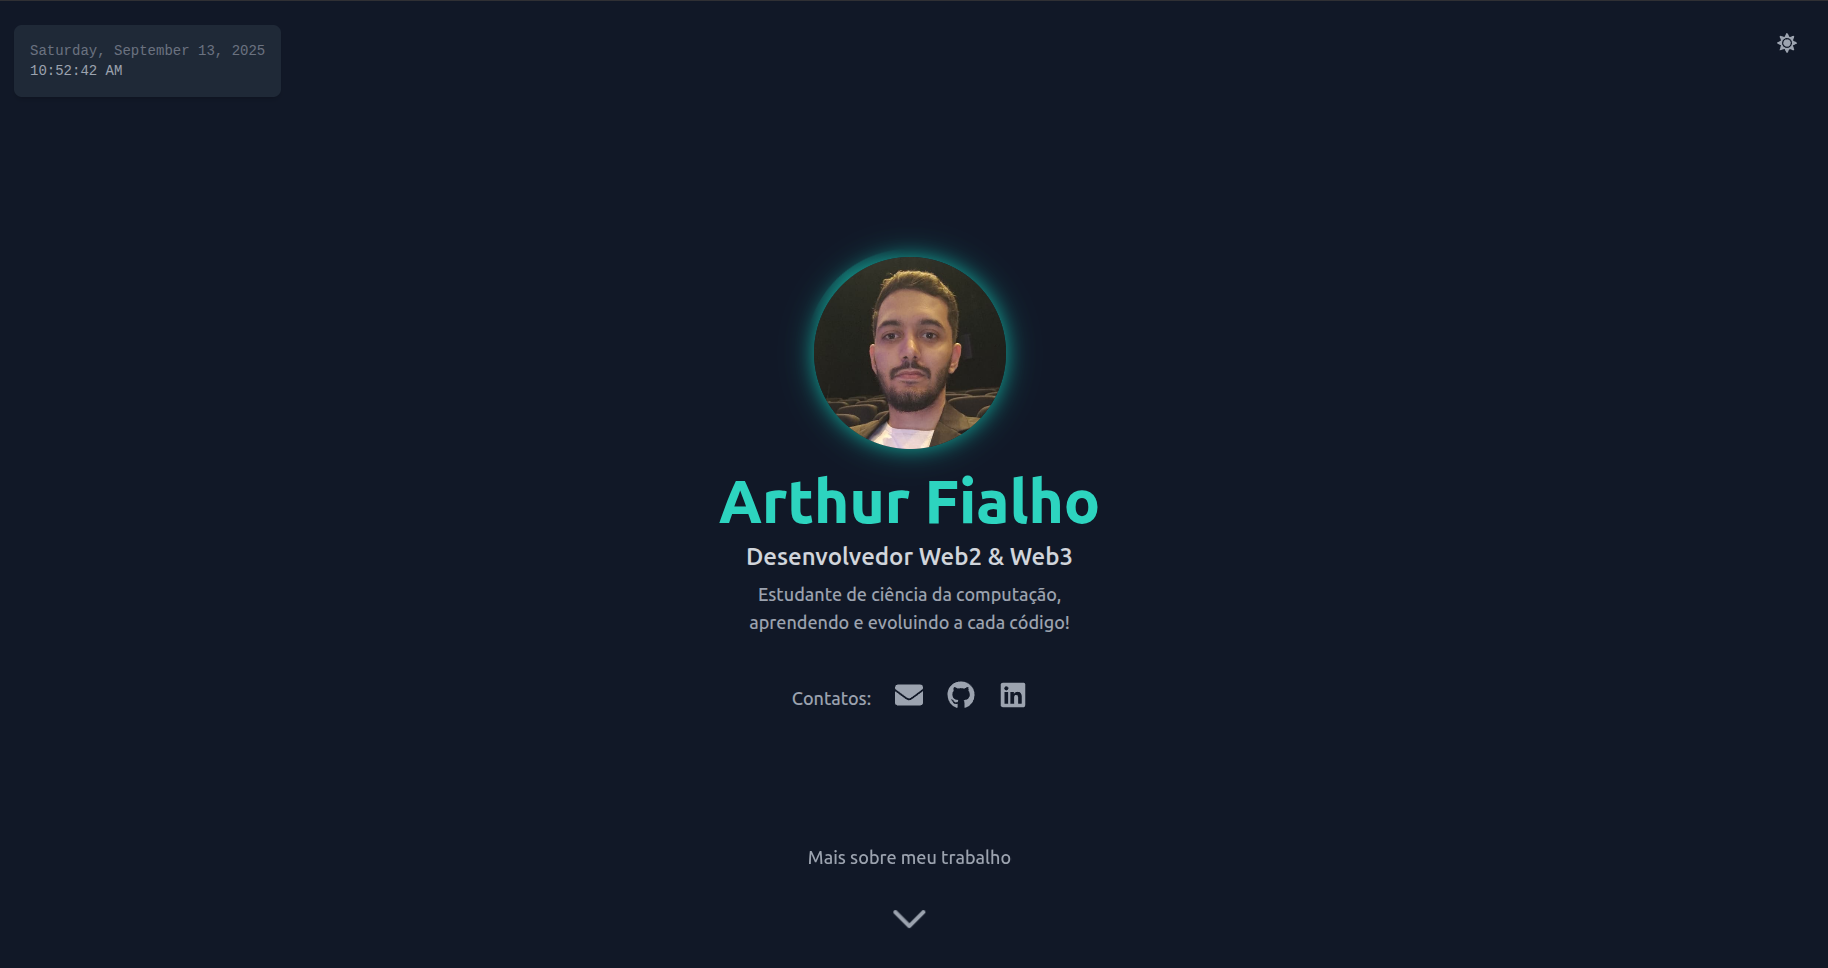 Saturday, September 13, 2025
10:52:42 AM
Arthur Fialho
Desenvolvedor Web2 & Web3
Estudante de ciência da computação,
aprendendo e evoluindo a cada código!
Contatos:
in
Mais sobre meu trabalho